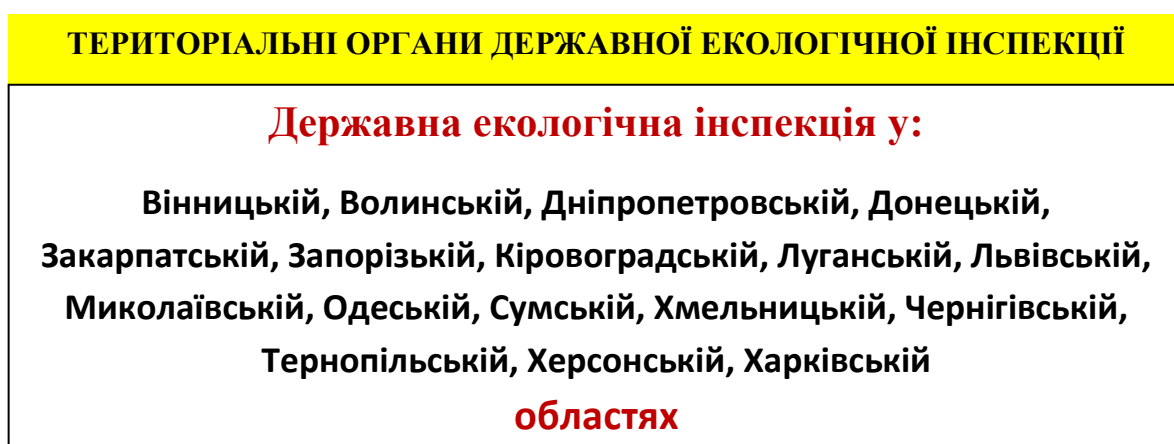 ТЕРИТОРІАЛЬНІ ОРГАНИ ДЕРЖАВНОЇ ЕКОЛОГІЧНОЇ ІНСПЕКЦІЇ
Державна екологічна інспекція у:
Вінницькій, Волинській, Дніпропетровській, Донецькій,
Закарпатській, Запорізькій, Кіровоградській, Луганській, Львівській,
Миколаївській, Одеській, Сумській, Хмельницькій, Чернігівській,
Тернопільській, Херсонській, Харківській
областях